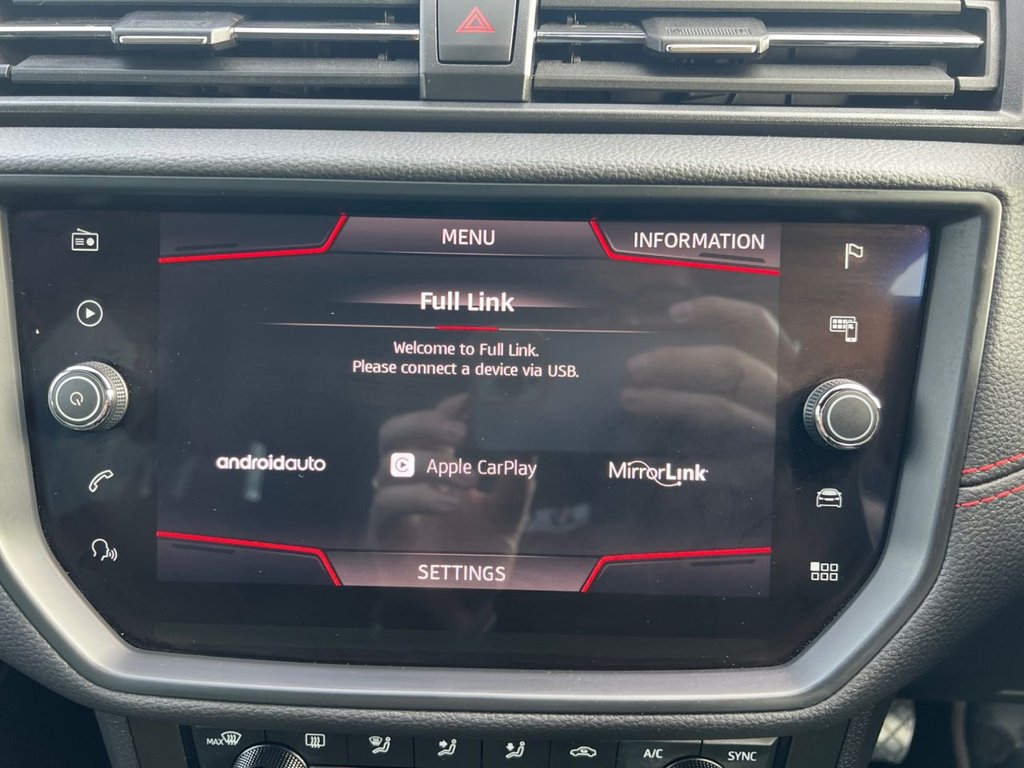 MENU
INFORMATION
Full Link
Welcome to Full Link.
Please connect a device via USB.
androidauto
Apple CarPlay
MirrorLink
SETTINGS
MAX
A/C
SYNC